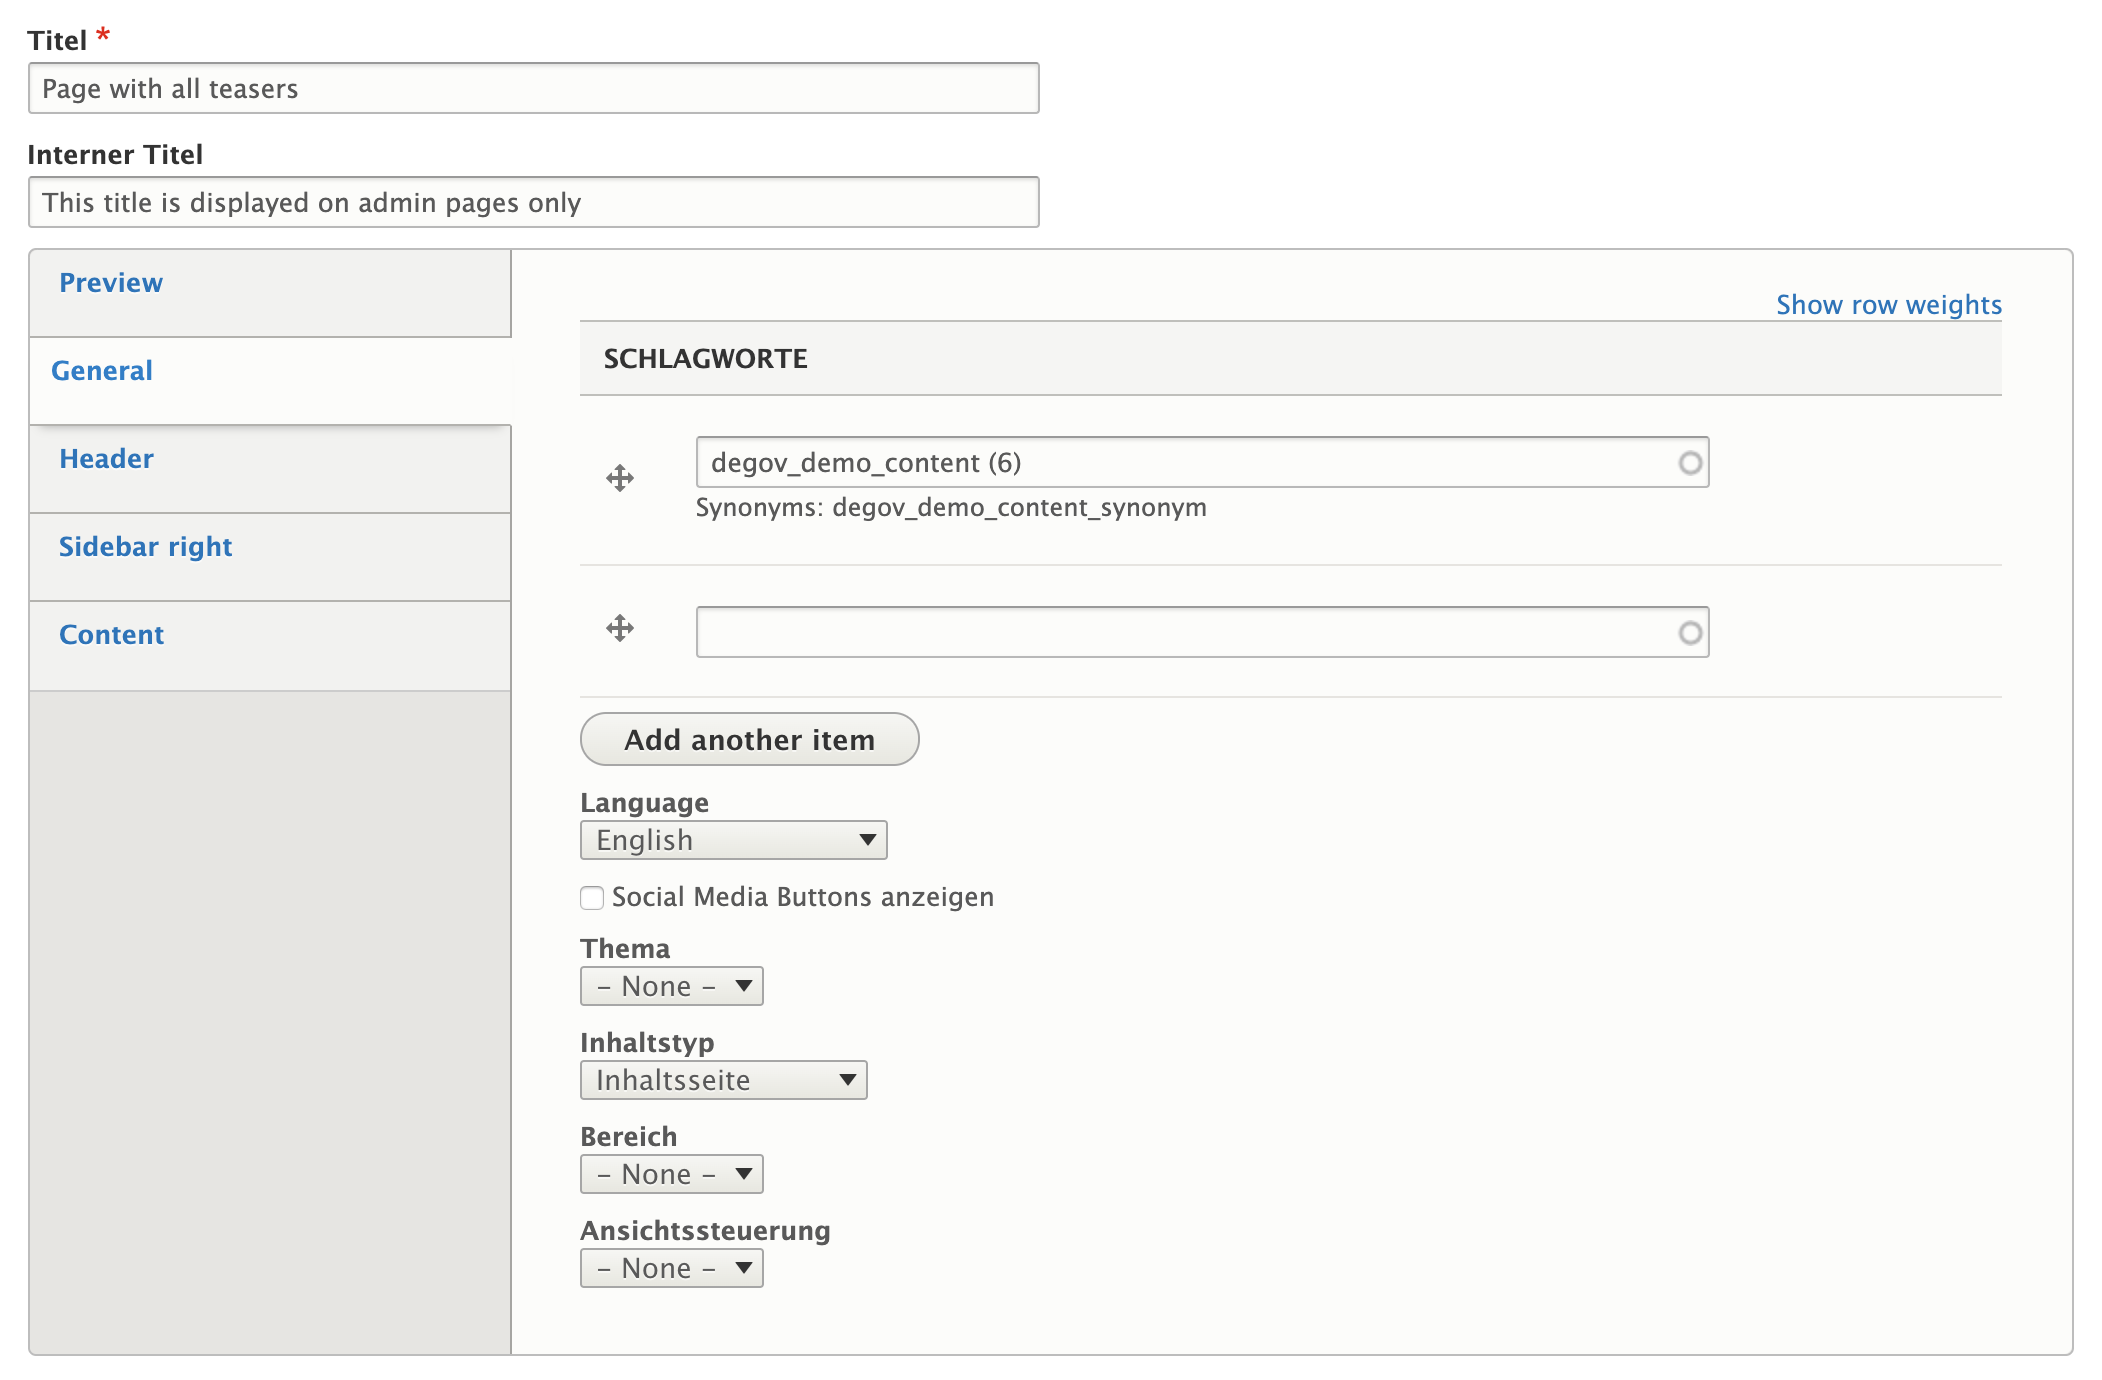 Titel *
Page with all teasers
Interner Titel
This title is displayed on admin pages only
Preview
General
Header
Sidebar right
Content
Show row weights
SCHLAGWORTE
degov_demo_content (6)
Synonyms: degov_demo_content_synonym
Add another item
Language
English
Social Media Buttons anzeigen
Thema
– None –
Inhaltstyp
Inhaltsseite
Bereich
– None –
Ansichtssteuerung
– None –